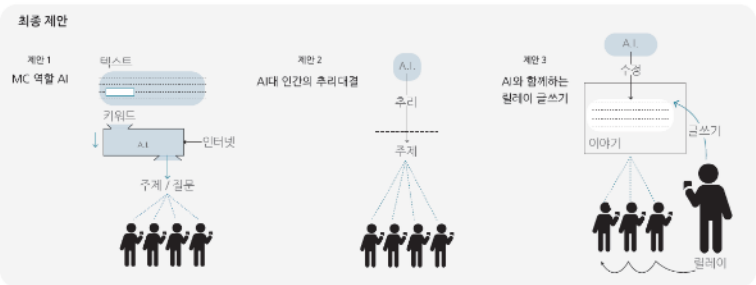 최종 제안
제안 1
MC 역할 AI
텍스트
키워드
A.I.
인터넷
주제 / 질문
제안 2
AI대 인간의 추리대결
A.I.
추리
주제
제안 3
AI와 함께하는
릴레이 글쓰기
A.I.
수정
이야기
글쓰기
릴레이